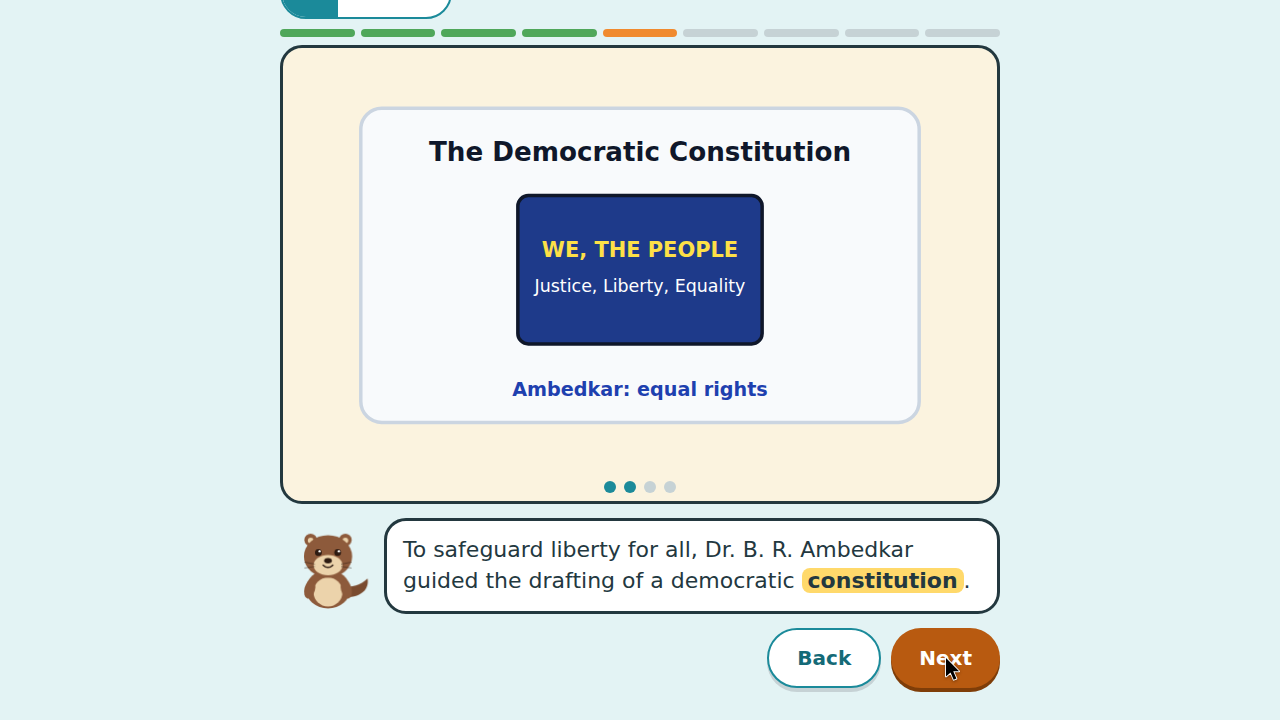 The Democratic Constitution
WE, THE PEOPLE
Justice, Liberty, Equality
Ambedkar: equal rights
To safeguard liberty for all, Dr. B. R. Ambedkar
guided the drafting of a democratic constitution.
Back
Next